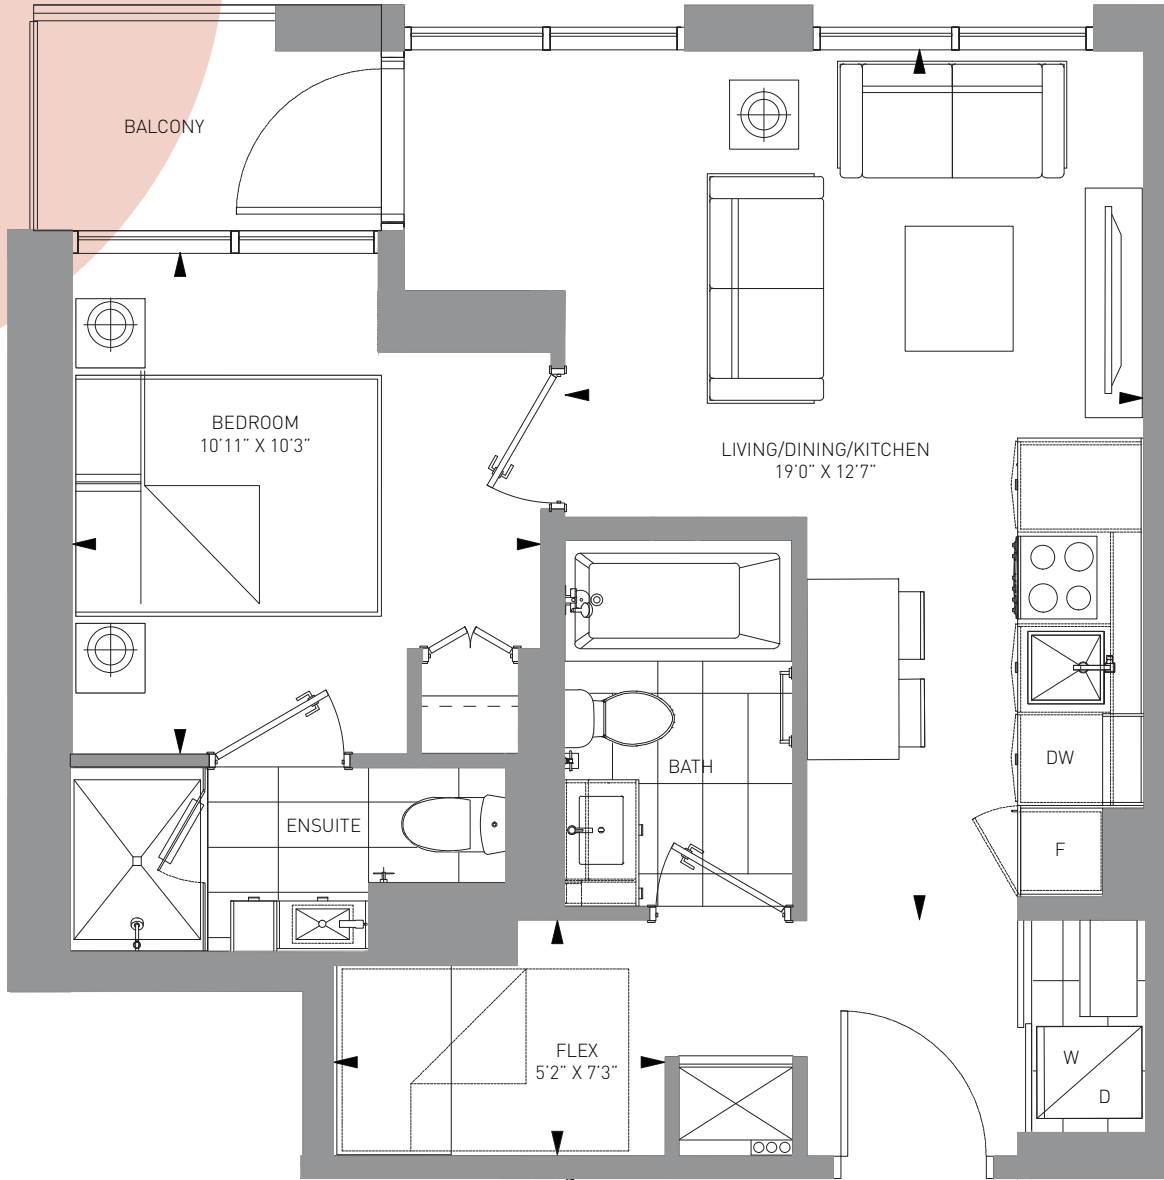 BALCONY
BEDROOM
10'11" X 10'3"
LIVING/DINING/KITCHEN
19'0" X 12'7"
DW
BATH
ENSUITE
F
FLEX
5'2" X 7'3"
W
D